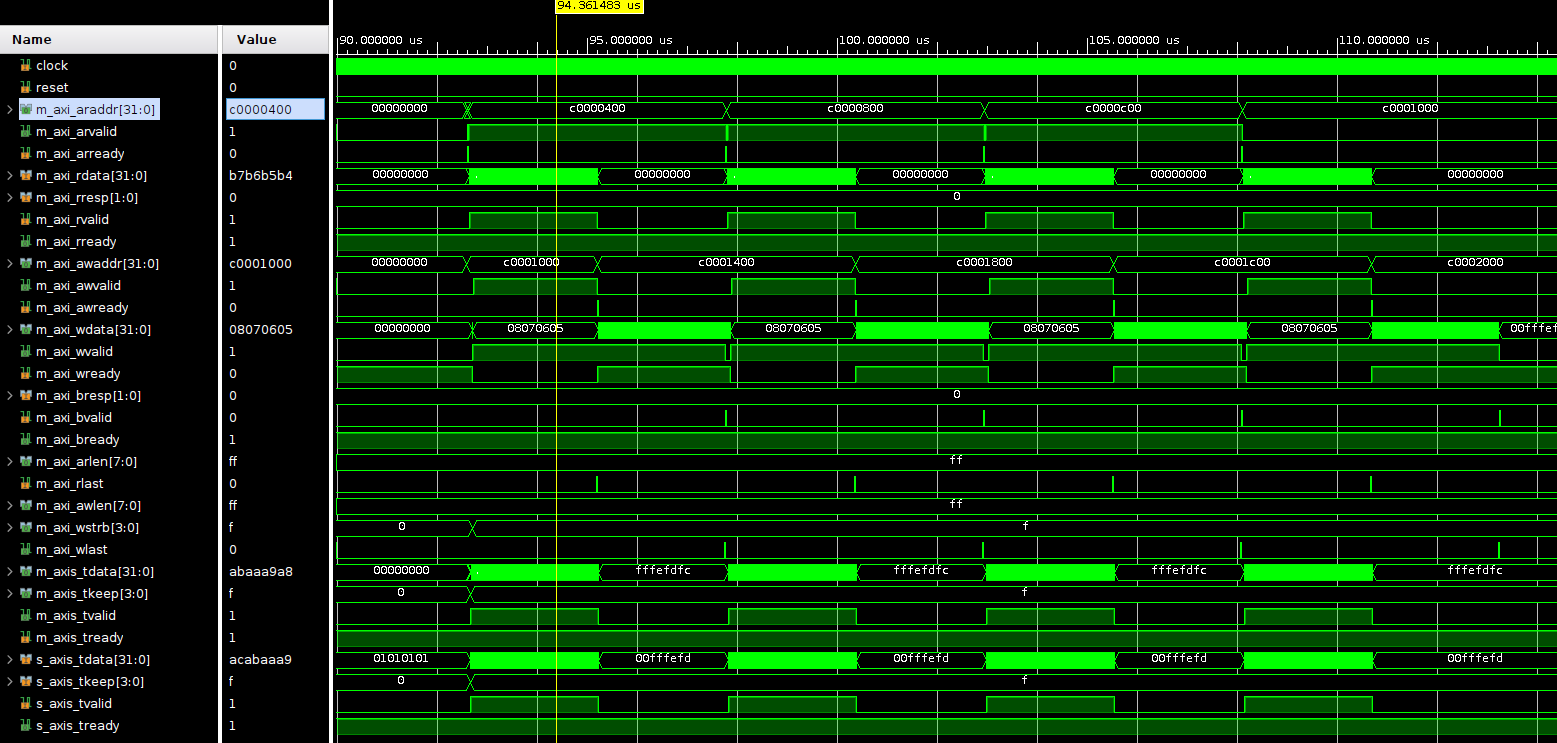 94.361483 us
Name Value
90.000000 us 95.000000 us 100.000000 us 105.000000 us 110.000000 us
clock 0
reset 0
m_axi_araddr[31:0] c0000400 00000000 c0000400 c0000800 c0000c00 c0001000
m_axi_arvalid 1
m_axi_arready 0
m_axi_rdata[31:0] b7b6b5b4 00000000 . 00000000 . 00000000 . 00000000 . 00000000
m_axi_rresp[1:0] 0 0
m_axi_rvalid 1
m_axi_rready 1
m_axi_awaddr[31:0] c0001000 00000000 c0001000 c0001400 c0001800 c0001c00 c0002000
m_axi_awvalid 1
m_axi_awready 0
m_axi_wdata[31:0] 08070605 00000000 08070605 08070605 08070605 08070605 00fffef
m_axi_wvalid 1
m_axi_wready 0
m_axi_bresp[1:0] 0 0
m_axi_bvalid 0
m_axi_bready 1
m_axi_arlen[7:0] ff ff
m_axi_rlast 0
m_axi_awlen[7:0] ff ff
m_axi_wstrb[3:0] f 0 f
m_axi_wlast 0
m_axis_tdata[31:0] abaaa9a8 00000000 . fffefdfc fffefdfc fffefdfc fffefdfc
m_axis_tkeep[3:0] f 0 f
m_axis_tvalid 1
m_axis_tready 1
s_axis_tdata[31:0] acabaaa9 01010101 00fffefd 00fffefd 00fffefd 00fffefd
s_axis_tkeep[3:0] f 0 f
s_axis_tvalid 1
s_axis_tready 1